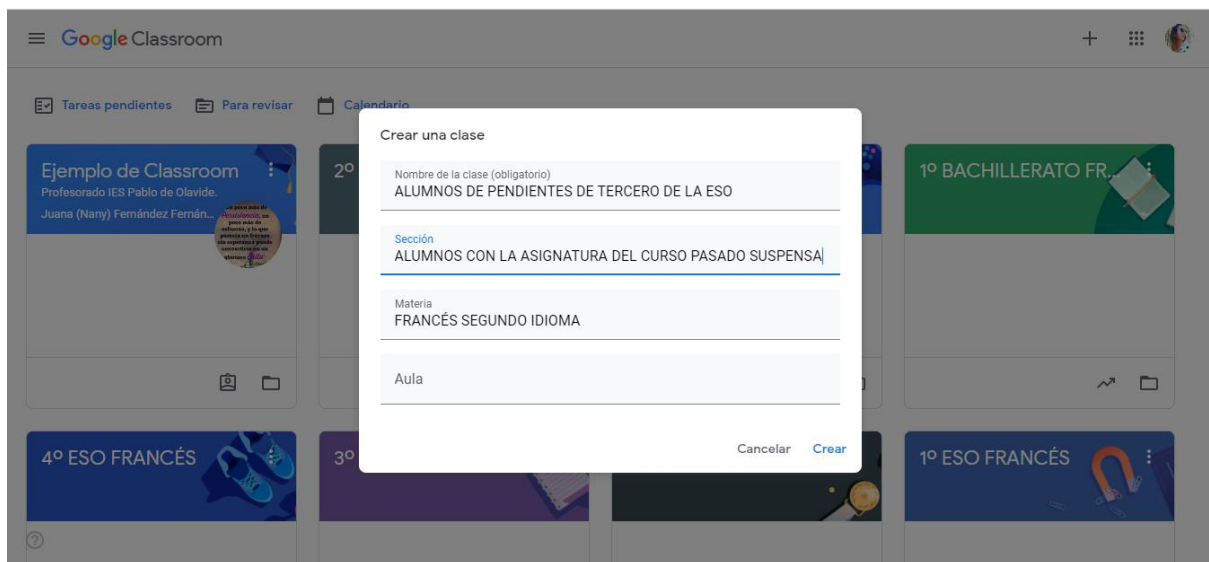 Google Classroom
Tareas pendientes
Para revisar
Calendario
Ejemplo de Classroom
Profesorado IES Pablo de Olavide.
Juana (Nany) Fernández Fernán...
2º
1º BACHILLERATO FR...
Crear una clase
Nombre de la clase (obligatorio)
ALUMNOS DE PENDIENTES DE TERCERO DE LA ESO
Sección
ALUMNOS CON LA ASIGNATURA DEL CURSO PASADO SUSPENSA
Materia
FRANCÉS SEGUNDO IDIOMA
Aula
Cancelar
Crear
4º ESO FRANCÉS
3º
1º ESO FRANCÉS